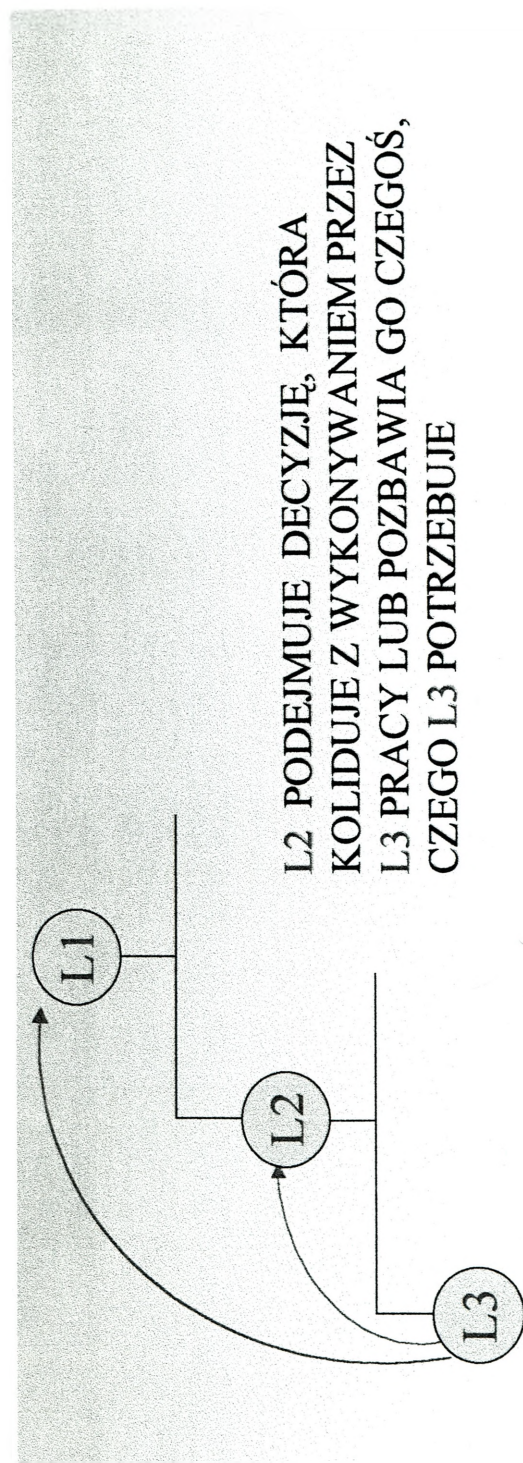 L1
L2
L3
L2 PODEJMUJE DECYZJĘ, KTÓRA
KOLIDUJE Z WYKONYWANIEM PRZEZ
L3 PRACY LUB POZBAWIA GO CZEGOŚ,
CZEGO L3 POTRZEBUJE